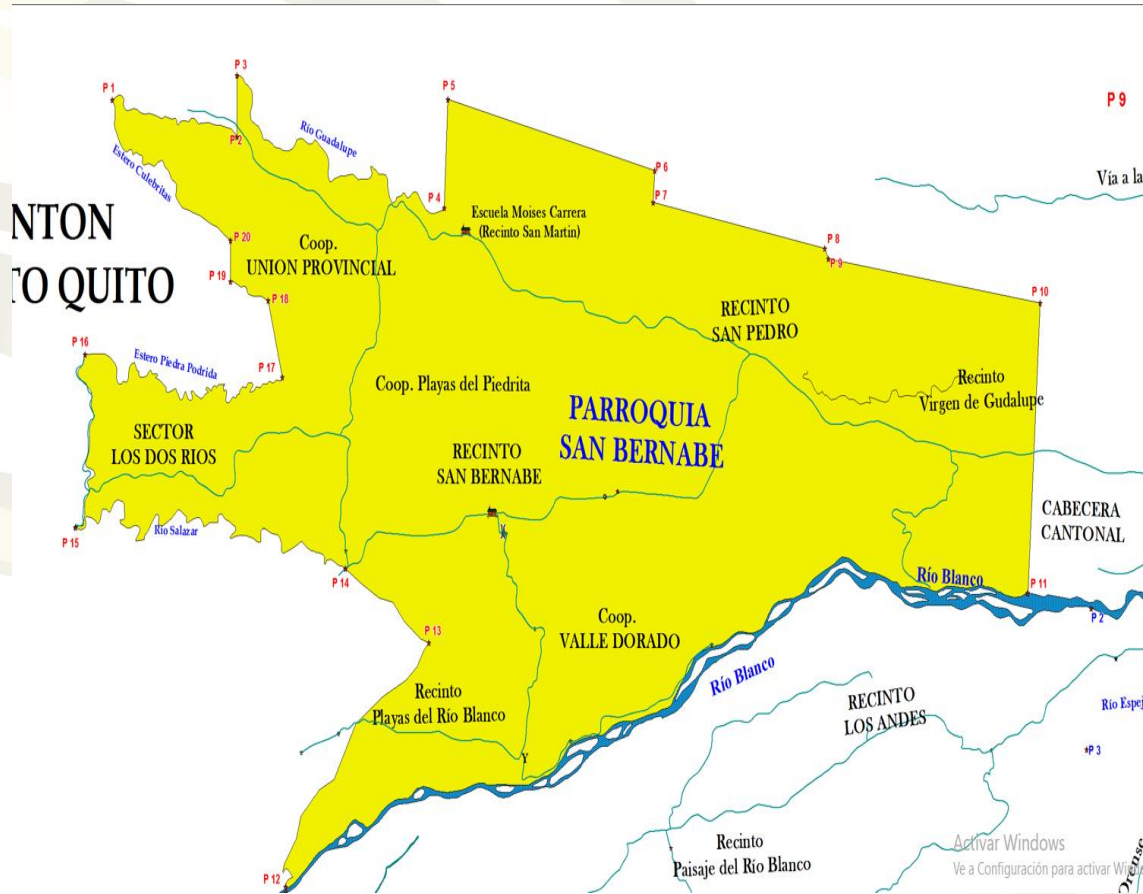 P 3
P 1
P 5
P 9
P 2
Río Guadalupe
Estero Culebritas
P 6
Vía a la
P 7
P 4
Escuela Moises Carrera
(Recinto San Martin)
NTON
TO QUITO
P 20
Coop.
UNION PROVINCIAL
P 8
P 9
P 19
P 18
P 10
RECINTO
SAN PEDRO
P 16
Estero Piedra Podrida
P 17
Coop. Playas del Piedrita
Recinto
Virgen de Gudalupe
PARROQUIA
SAN BERNABE
SECTOR
LOS DOS RIOS
RECINTO
SAN BERNABE
CABECERA
CANTONAL
P 15
Río Salazar
P 14
Río Blanco
P 11
P 2
Coop.
VALLE DORADO
P 13
Río Blanco
Recinto
Playas del Río Blanco
RECINTO
LOS ANDES
Río Espej
P 3
Y
Recinto
Paisaje del Río Blanco
Activar Windows
Ve a Configuración para activar Wi
Orense
P 12